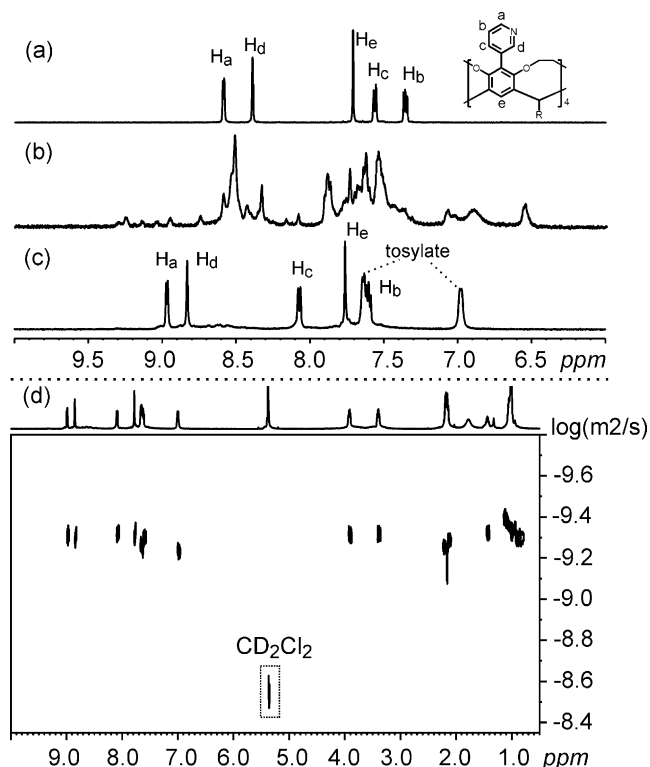 (a)
Ha Hd He Hc Hb
a
b N
c d
O O
e
R 4
(b)
(c)
Ha Hd Hc He tosylate Hb
9.5 9.0 8.5 8.0 7.5 7.0 6.5 ppm
(d)
log(m2/s)
-9.6
-9.4
-9.2
-9.0
-8.8
-8.6
-8.4
CD2Cl2
9.0 8.0 7.0 6.0 5.0 4.0 3.0 2.0 1.0 ppm